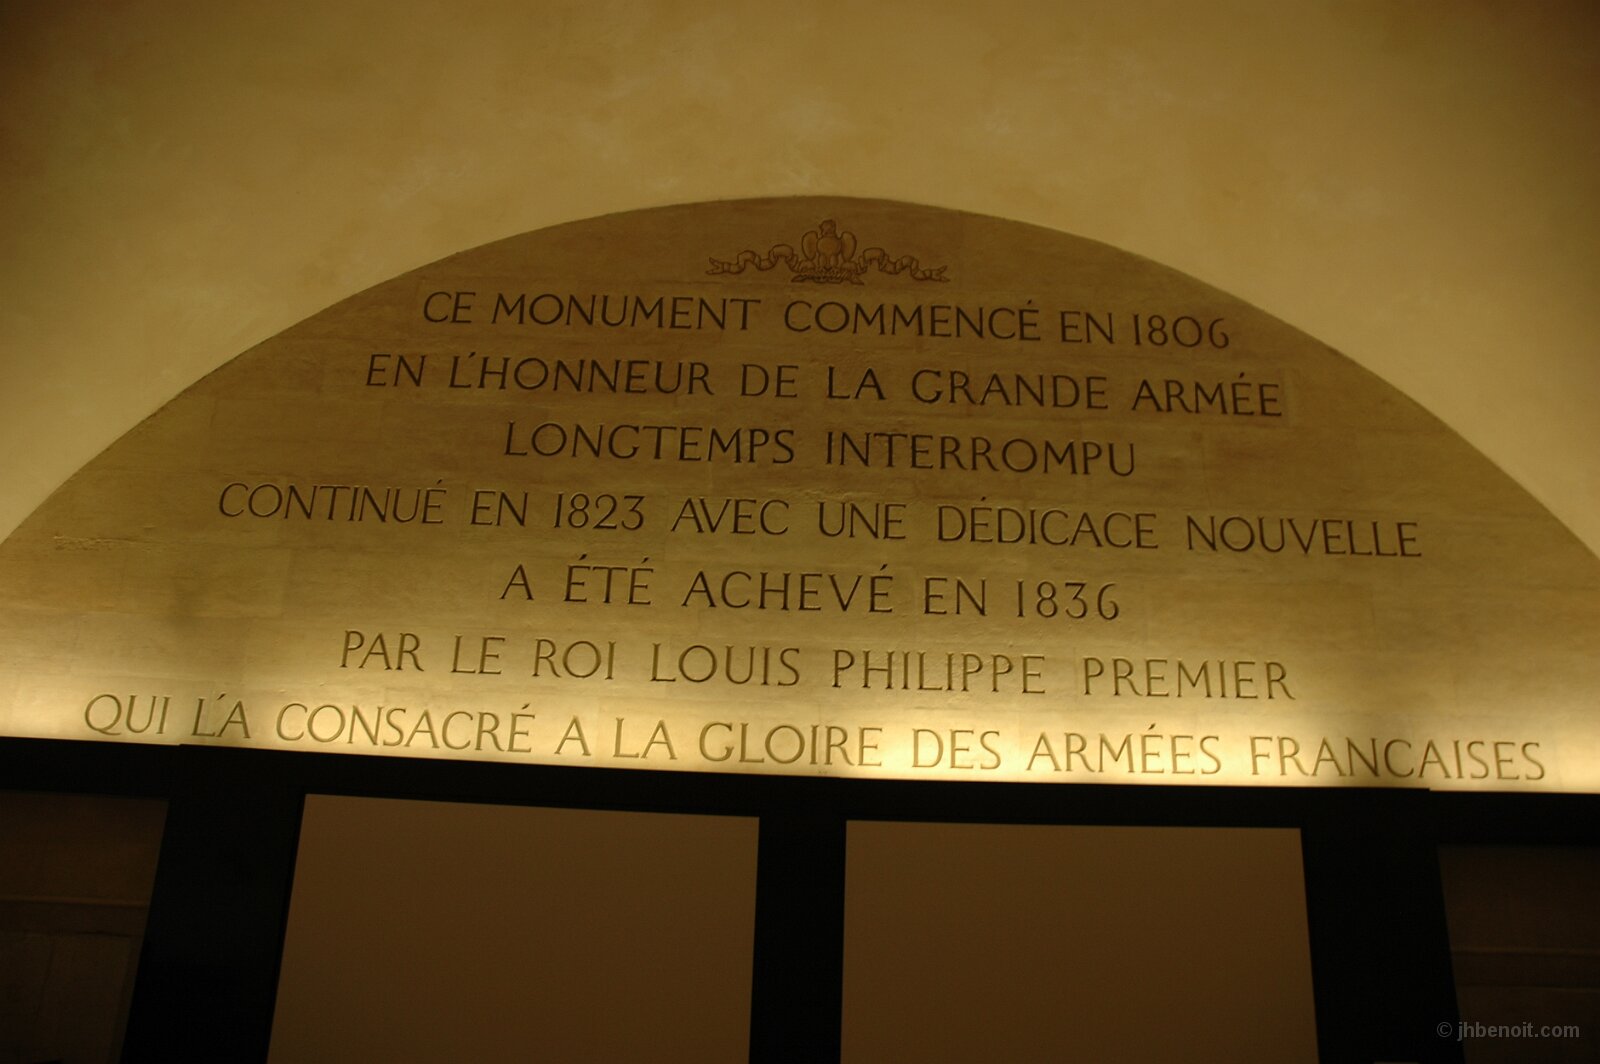 CE MONUMENT COMMENCÉ EN 1806
EN L'HONNEUR DE LA GRANDE ARMÉE
LONGTEMPS INTERROMPU
CONTINUÉ EN 1823 AVEC UNE DÉDICACE NOUVELLE
A ÉTÉ ACHEVÉ EN 1836
PAR LE ROI LOUIS PHILIPPE PREMIER
QUI L'A CONSACRÉ A LA GLOIRE DES ARMÉES FRANCAISES
© jhbenoit.com